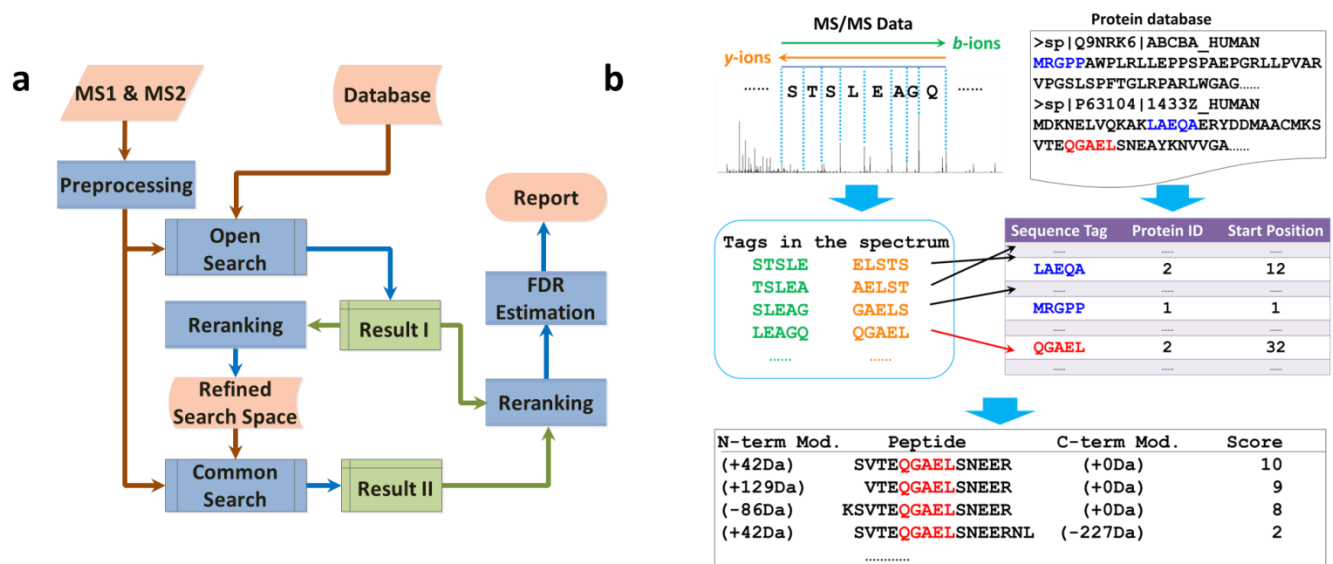 a
MS1 & MS2
Database
Preprocessing
Open
Search
Report
FDR
Estimation
Reranking
Result I
Refined
Search Space
Reranking
Common
Search
Result II
b
MS/MS Data
b-ions
y-ions
...... S T S L E A G Q ......
Protein database
>sp|Q9NRK6|ABCBA_HUMAN
MRGPPAWPLRLLEPPSPAEPGRLLPVAR
VPGSLSPFTGLRPARLWGAG......
>sp|P63104|1433Z_HUMAN
MDKNELVQKAKLAEQAERYDDMAACMKS
VTEQGAELSNEAYKNVVGA......
Tags in the spectrum
STSLE ELSTS
TSLEA AELST
SLEAG GAELS
LEAGQ QGAEL
...... ......
Sequence Tag Protein ID Start Position
......
LAEQA 2 12
...... ...... ......
MRGPP 1 1
...... ...... ......
QGAEL 2 32
...... ...... ......
N-term Mod. Peptide C-term Mod. Score
(+42Da) SVTEQGAELSNEER (+0Da) 10
(+129Da) VTEQGAELSNEER (+0Da) 9
(-86Da) KSVTEQGAELSNEER (+0Da) 8
(+42Da) SVTEQGAELSNEERNL (-227Da) 2
............